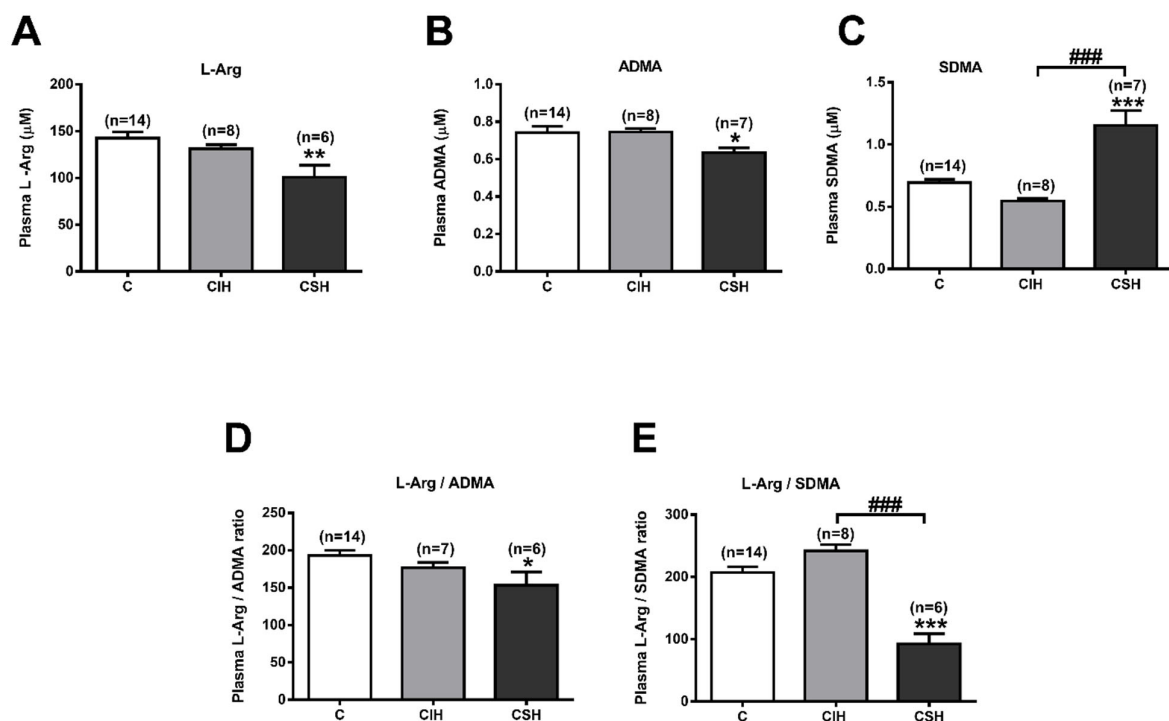 A
L-Arg
Plasma L -Arg (µM)
200
150
100
50
0
(n=14)
(n=8)
(n=6)
**
C
CIH
CSH
B
ADMA
Plasma ADMA (µM)
1.0
0.8
0.6
0.4
0.2
0.0
(n=14)
(n=8)
(n=7)
*
C
CIH
CSH
C
SDMA
###
Plasma SDMA (µM)
1.5
1.0
0.5
0.0
(n=14)
(n=8)
(n=7)
***
C
CIH
CSH
D
L-Arg / ADMA
Plasma L-Arg / ADMA ratio
250
200
150
100
50
0
(n=14)
(n=7)
(n=6)
*
C
CIH
CSH
E
L-Arg / SDMA
###
Plasma L-Arg / SDMA ratio
300
200
100
0
(n=14)
(n=8)
(n=6)
***
C
CIH
CSH